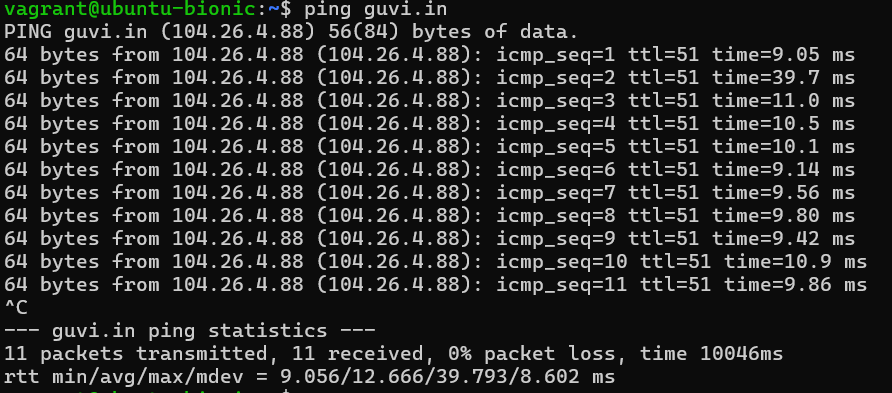 vagrant@ubuntu-bionic:~$ ping guvi.in
PING guvi.in (104.26.4.88) 56(84) bytes of data.
64 bytes from 104.26.4.88 (104.26.4.88): icmp_seq=1 ttl=51 time=9.05 ms
64 bytes from 104.26.4.88 (104.26.4.88): icmp_seq=2 ttl=51 time=39.7 ms
64 bytes from 104.26.4.88 (104.26.4.88): icmp_seq=3 ttl=51 time=11.0 ms
64 bytes from 104.26.4.88 (104.26.4.88): icmp_seq=4 ttl=51 time=10.5 ms
64 bytes from 104.26.4.88 (104.26.4.88): icmp_seq=5 ttl=51 time=10.1 ms
64 bytes from 104.26.4.88 (104.26.4.88): icmp_seq=6 ttl=51 time=9.14 ms
64 bytes from 104.26.4.88 (104.26.4.88): icmp_seq=7 ttl=51 time=9.56 ms
64 bytes from 104.26.4.88 (104.26.4.88): icmp_seq=8 ttl=51 time=9.80 ms
64 bytes from 104.26.4.88 (104.26.4.88): icmp_seq=9 ttl=51 time=9.42 ms
64 bytes from 104.26.4.88 (104.26.4.88): icmp_seq=10 ttl=51 time=10.9 ms
64 bytes from 104.26.4.88 (104.26.4.88): icmp_seq=11 ttl=51 time=9.86 ms
^C
--- guvi.in ping statistics ---
11 packets transmitted, 11 received, 0% packet loss, time 10046ms
rtt min/avg/max/mdev = 9.056/12.666/39.793/8.602 ms